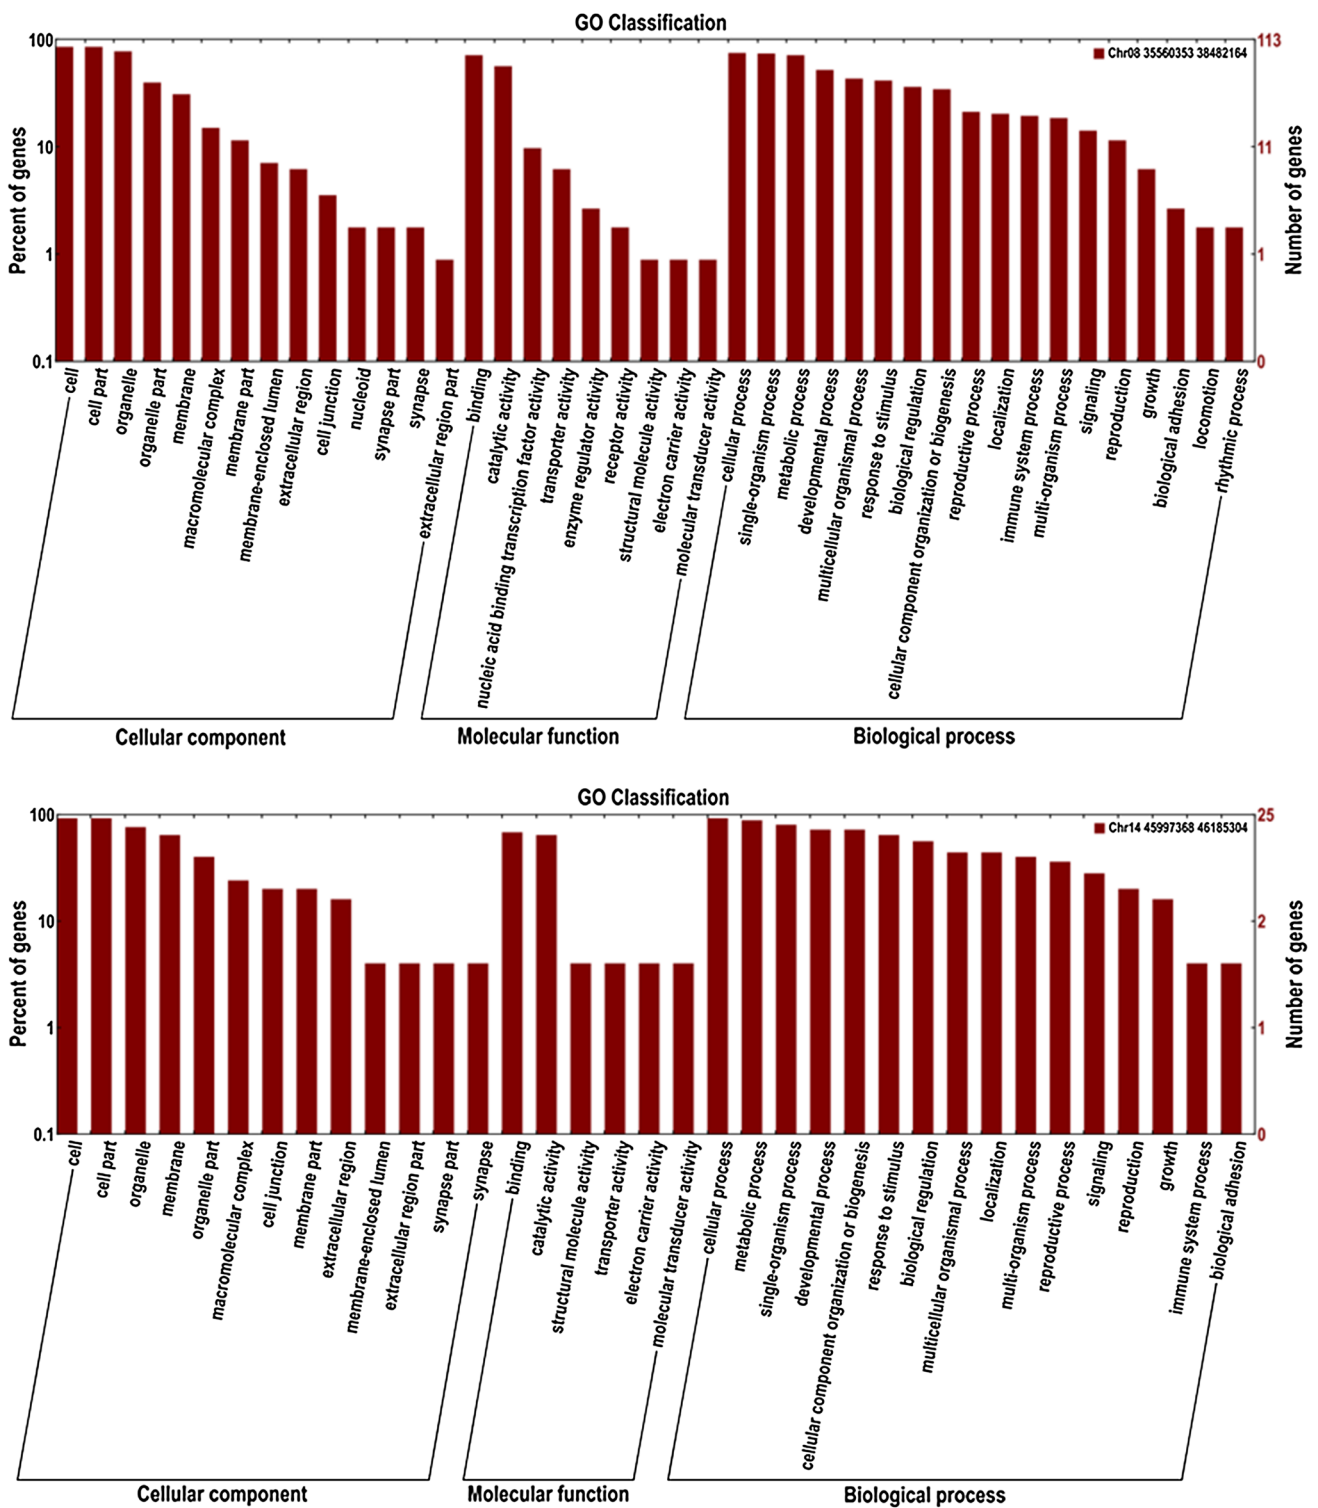 GO Classification
Chr08 35560353 38482164
Percent of genes
100
10
1
0.1
Number of genes
113
11
1
0
cell
cell part
organelle
organelle part
membrane
macromolecular complex
membrane part
membrane-enclosed lumen
extracellular region
cell junction
nucleoid
synapse part
synapse
extracellular region part
binding
catalytic activity
nucleic acid binding transcription factor activity
transporter activity
enzyme regulator activity
receptor activity
structural molecule activity
electron carrier activity
molecular transducer activity
cellular process
single-organism process
metabolic process
developmental process
multicellular organismal process
response to stimulus
biological regulation
cellular component organization or biogenesis
reproductive process
localization
immune system process
multi-organism process
signaling
reproduction
growth
biological adhesion
locomotion
rhythmic process
Cellular component
Molecular function
Biological process
GO Classification
Chr14 45997368 46185304
Percent of genes
100
10
1
0.1
Number of genes
25
2
1
0
cell
cell part
organelle
membrane
organelle part
macromolecular complex
cell junction
membrane part
extracellular region
membrane-enclosed lumen
extracellular region part
synapse part
synapse
binding
catalytic activity
structural molecule activity
transporter activity
electron carrier activity
molecular transducer activity
cellular process
metabolic process
single-organism process
developmental process
cellular component organization or biogenesis
response to stimulus
biological regulation
multicellular organismal process
localization
multi-organism process
reproductive process
signaling
reproduction
growth
immune system process
biological adhesion
Cellular component
Molecular function
Biological process